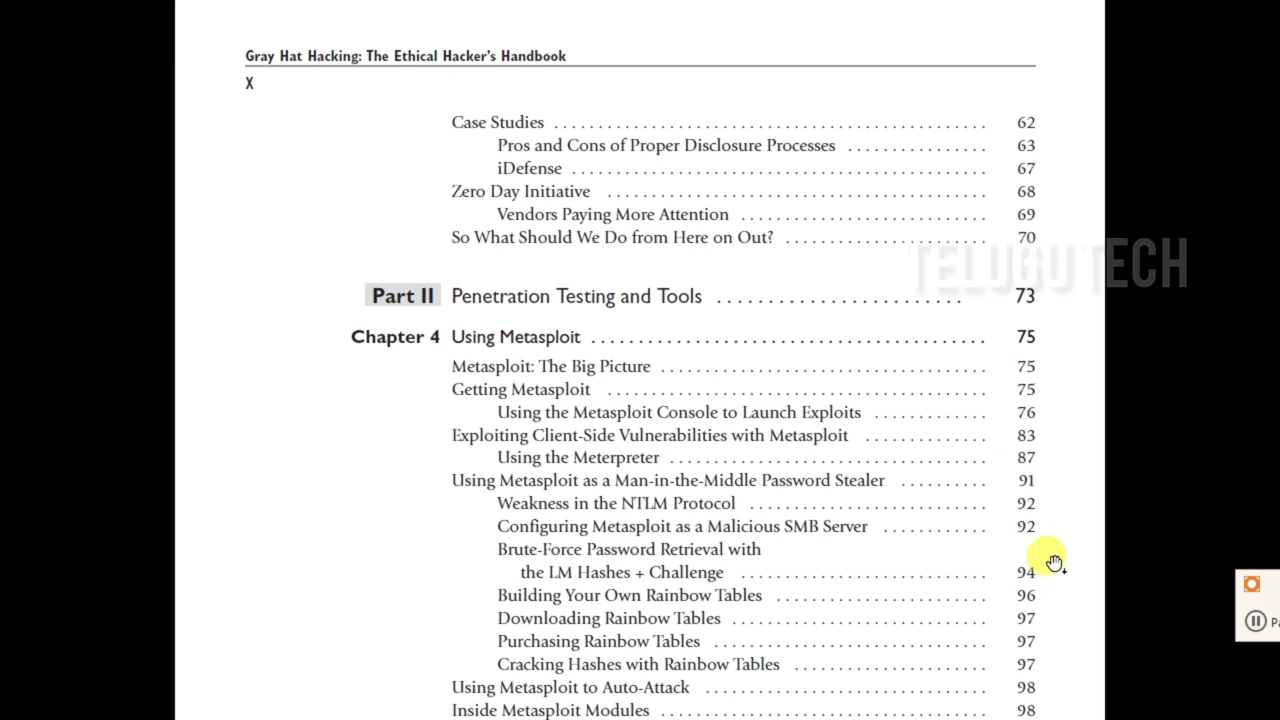 Gray Hat Hacking: The Ethical Hacker's Handbook
X
Case Studies . . . . . . . . . . . . . . . . . . . . . . . . . . . . . . . . . . . . . . . . . . . . . . . . . . 62
Pros and Cons of Proper Disclosure Processes . . . . . . . . . . . . . . . . 63
iDefense . . . . . . . . . . . . . . . . . . . . . . . . . . . . . . . . . . . . . . . . . . . . . . . . 67
Zero Day Initiative . . . . . . . . . . . . . . . . . . . . . . . . . . . . . . . . . . . . . . . . . . . . 68
Vendors Paying More Attention . . . . . . . . . . . . . . . . . . . . . . . . . . . . 69
So What Should We Do from Here on Out? . . . . . . . . . . . . . . . . . . . . . . . 70
TELUGU TECH
Part II Penetration Testing and Tools . . . . . . . . . . . . . . . . . . . . . . . . 73
Chapter 4 Using Metasploit . . . . . . . . . . . . . . . . . . . . . . . . . . . . . . . . . . . . . . . 75
Metasploit: The Big Picture . . . . . . . . . . . . . . . . . . . . . . . . . . . . . . . . . . . . . . 75
Getting Metasploit . . . . . . . . . . . . . . . . . . . . . . . . . . . . . . . . . . . . . . . . . . . . 75
Using the Metasploit Console to Launch Exploits . . . . . . . . . . . . . 76
Exploiting Client-Side Vulnerabilities with Metasploit . . . . . . . . . . . . . . 83
Using the Meterpreter . . . . . . . . . . . . . . . . . . . . . . . . . . . . . . . . . . . . . 87
Using Metasploit as a Man-in-the-Middle Password Stealer . . . . . . . . . . 91
Weakness in the NTLM Protocol . . . . . . . . . . . . . . . . . . . . . . . . . . . 92
Configuring Metasploit as a Malicious SMB Server . . . . . . . . . . . . 92
Brute-Force Password Retrieval with
the LM Hashes + Challenge . . . . . . . . . . . . . . . . . . . . . . . . . . . . 94
Building Your Own Rainbow Tables . . . . . . . . . . . . . . . . . . . . . . . . 96
Downloading Rainbow Tables . . . . . . . . . . . . . . . . . . . . . . . . . . . . . 97
Purchasing Rainbow Tables . . . . . . . . . . . . . . . . . . . . . . . . . . . . . . . 97
Cracking Hashes with Rainbow Tables . . . . . . . . . . . . . . . . . . . . . . 97
Using Metasploit to Auto-Attack . . . . . . . . . . . . . . . . . . . . . . . . . . . . . . . . 98
Inside Metasploit Modules . . . . . . . . . . . . . . . . . . . . . . . . . . . . . . . . . . . . . 98